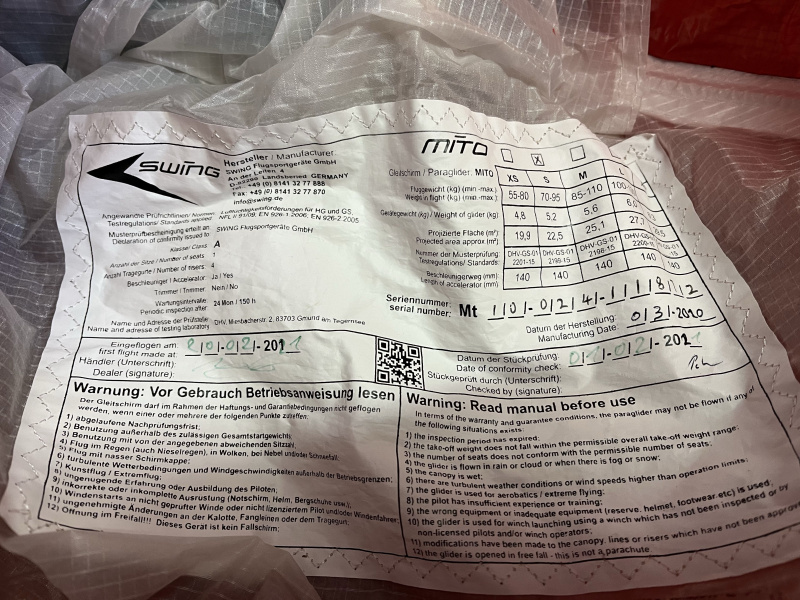 SWING
Hersteller / Manufacturer:
SWING Flugsportgeräte GmbH
An der Leiten 4
D-82290 Landsberied GERMANY
Tel: +49 (0) 8141 32 77 888
Fax: +49 (0) 8141 32 77 870
info@swing.de
Angewandte Prüfrichtlinien/
Testregulations/ Standards applied: Lufttüchtigkeitsforderungen für HG und GS, NFL II 91/09, EN 926-1:2006, EN 926-2:2005
Musterprüfbescheinigung erteilt an
Declaration of conformity issued to: SWING Flugsportgeräte GmbH
Klasse/ Class: A
Anzahl der Sitze / Number of seats: 1
Anzahl Tragegurte / Number of risers: 4
Beschleuniger / Accelerator: Ja / Yes
Trimmer / Trimmer: Nein / No
Wartungsintervalle:
Periodic inspection after: 24 Mon / 150 h
Name und Adresse der Prüfstelle:
Name and adresse of testing laboratory: DHV, Miesbacherstr. 2, 83703 Gmund am Tegernsee
Eingeflogen am:
first flight made at: 20-02-2021
Händler (Unterschrift):
Dealer (signature):
MITO
X
Gleitschirm / Paraglider: MITO XS S M L
Fluggewicht (kg) (min.-max.)
Weigs in flight (kg) (min.-max.) 55-80 70-95 85-110
Gerätegewicht (kg) / Weight of glider (kg) 4,8 5,2 5,6
Projizierte Fläche (m²)
Projected area approx (m²): 19,9 22,5 25,1
Nummer der Musterprüfung:
Testregulations/ Standards: DHV-GS-01 2201-15 DHV-GS-01 2198-15 DHV-GS-01
Beschleunigerweg (mm):
Length of accelerator (mm): 140 140 140 140
Seriennummer:
serial number: Mt
Datum der Herstellung:
Manufacturing Date: 03-2020
Datum der Stückprüfung:
Date of conformity check:
Stückgeprüft durch (Unterschrift):
Checked by (signature):
Warnung: Vor Gebrauch Betriebsanweisung lesen
Der Gleitschirm darf im Rahmen der Haftungs- und Garantiebedingungen nicht geflogen
werden, wenn einer oder mehrere der folgenden Punkte zutreffen:
1) abgelaufene Nachprüfungsfrist;
2) Benutzung außerhalb des zulässigen Gesamtstartgewicht;
3) Benutzung mit von der angegebenen abweichenden Sitzzahl;
4) Flug im Regen (auch Nieselregen), in Wolken, bei Nebel und/oder Schneefall;
5) Flug mit nasser Schirmkappe;
6) turbulente Wetterbedingungen und Windgeschwindigkeiten außerhalb der Betriebsgrenzen;
7) Kunstflug / Extremflug;
8) ungenügende Erfahrung oder Ausbildung des Piloten;
9) inkorrekte oder inkomplette Ausrüstung (Notschirm, Helm, Bergschuhe usw.);
10) Windenstarts an nicht geprüfter Winde oder nicht lizenziertem Pilot und/oder Windenfahrer;
11) ungenehmigte Änderungen an der Kalotte, Fangleinen oder dem Tragegurt;
12) Öffnung im Freifall!!! Dieses Gerät ist kein Fallschirm;
Warning: Read manual before use
In terms of the warranty and guarantee conditions, the paraglider may not be flown if any of
the following situations exists:
1) the inspection period has expired;
2) the take-off weight does not fall within the permissible overall take-off weight range;
3) the number of seats does not conform with the permissible number of seats;
4) the glider is flown in rain or cloud or when there is fog or snow;
5) the canopy is wet;
6) there are turbulent weather conditions or wind speeds higher than operation limits;
7) the glider is used for aerobatics / extreme flying;
8) the pilot has insufficient experience or training;
9) the wrong equipment or inadequate equipment (reserve, helmet, footwear etc) is used;
10) the glider is used for winch launching using a winch which has not been inspected or by
non-licensed pilots and/or winch operators;
11) modifications have been made to the canopy, lines or risers which have not been approved
12) the glider is opened in free fall - this is not a parachute